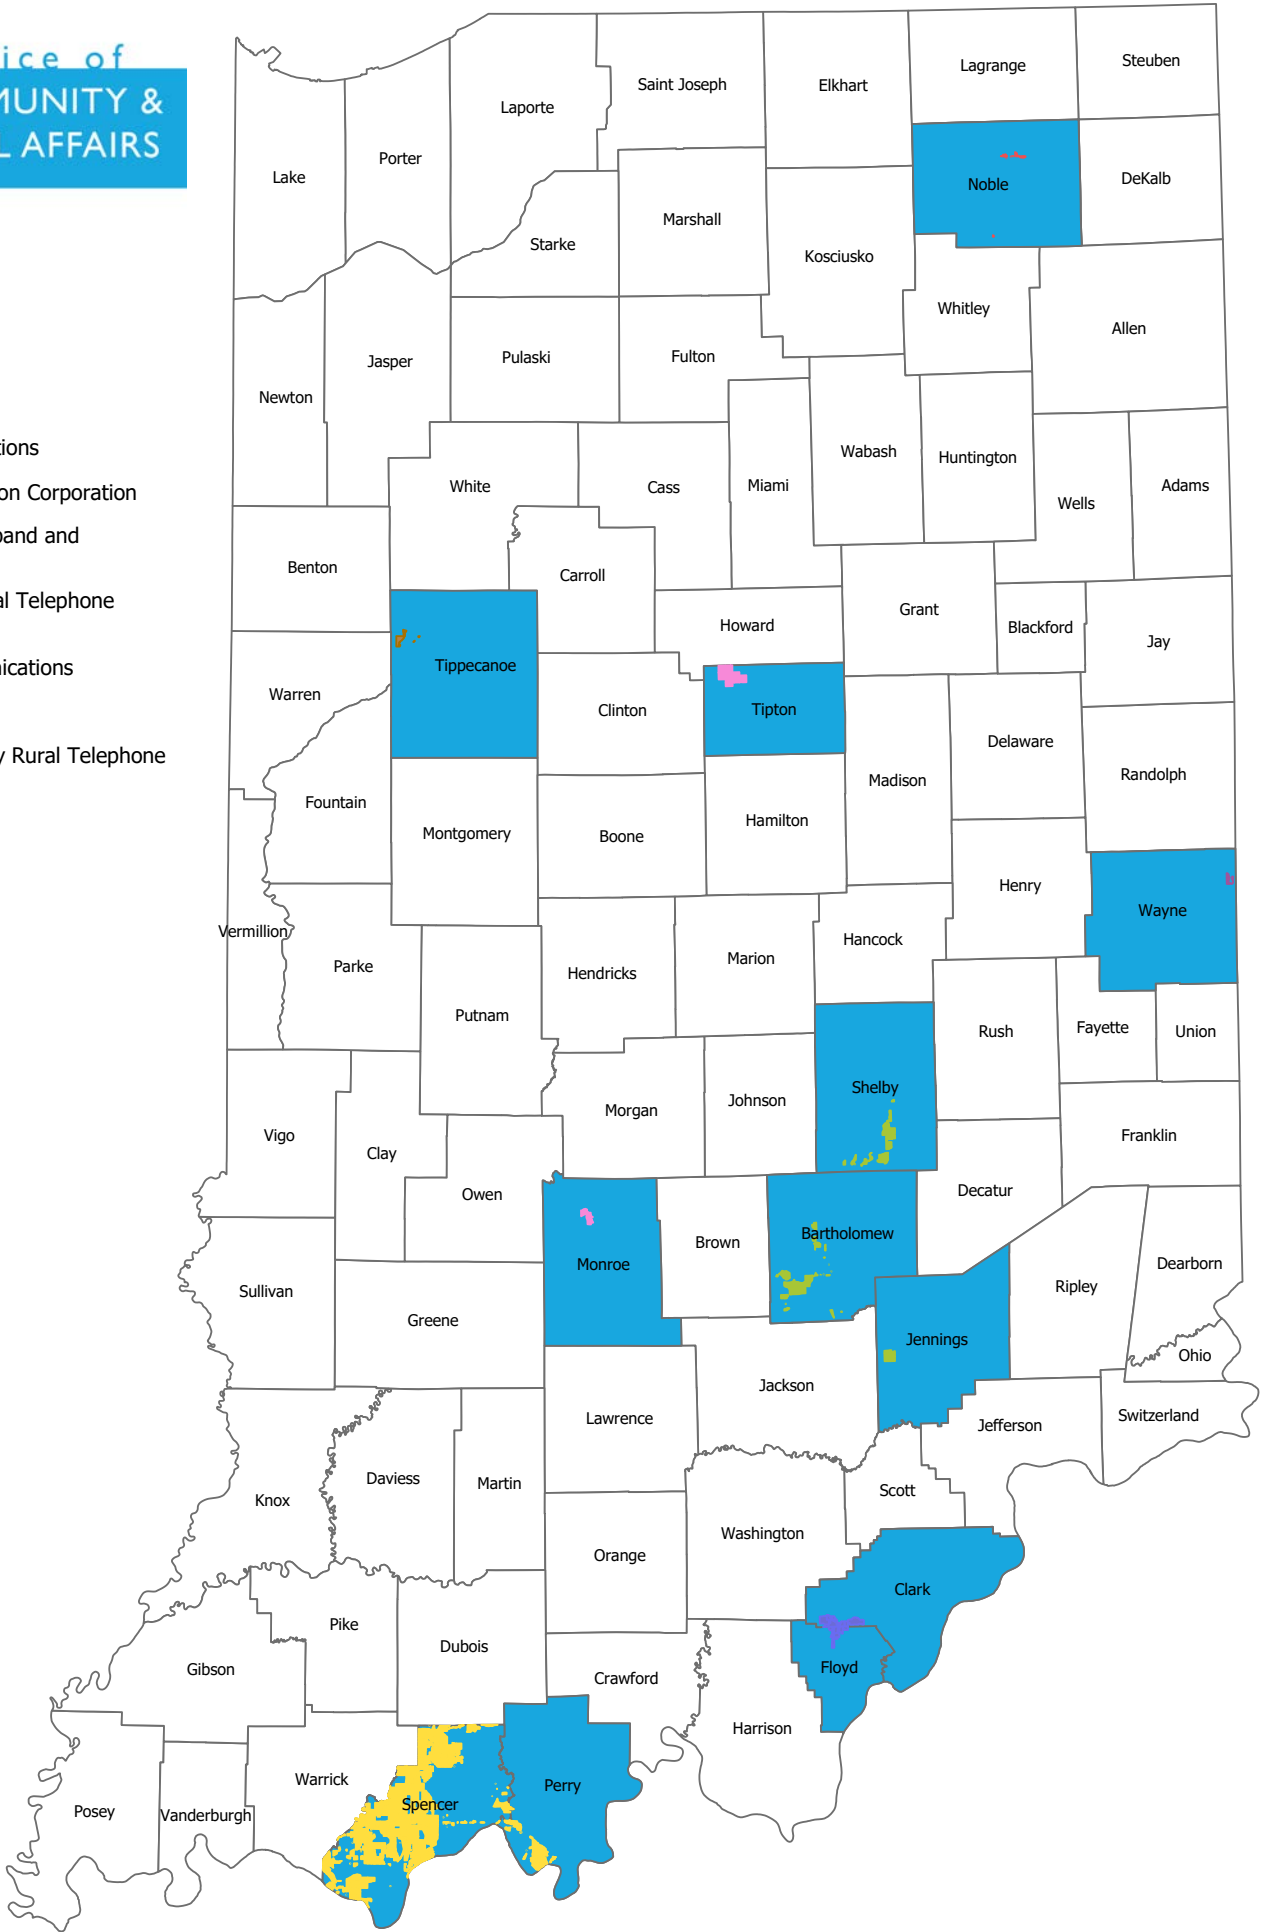 ice of
MUNITY &
L AFFAIRS
tions
on Corporation
band and
al Telephone
nications
y Rural Telephone
Lake
Porter
Laporte
Saint Joseph
Elkhart
Lagrange
Steuben
Noble
DeKalb
Starke
Marshall
Kosciusko
Whitley
Allen
Newton
Jasper
Pulaski
Fulton
White
Cass
Miami
Wabash
Huntington
Wells
Adams
Benton
Carroll
Howard
Grant
Blackford
Jay
Warren
Tippecanoe
Clinton
Tipton
Delaware
Madison
Randolph
Fountain
Montgomery
Boone
Hamilton
Henry
Wayne
Vermillion
Parke
Putnam
Hendricks
Marion
Hancock
Rush
Fayette
Union
Shelby
Vigo
Clay
Morgan
Johnson
Franklin
Owen
Decatur
Monroe
Brown
Bartholomew
Dearborn
Sullivan
Greene
Jennings
Ripley
Ohio
Lawrence
Jackson
Jefferson
Switzerland
Knox
Daviess
Martin
Scott
Orange
Washington
Clark
Pike
Dubois
Gibson
Crawford
Floyd
Harrison
Posey
Vanderburgh
Warrick
Spencer
Perry